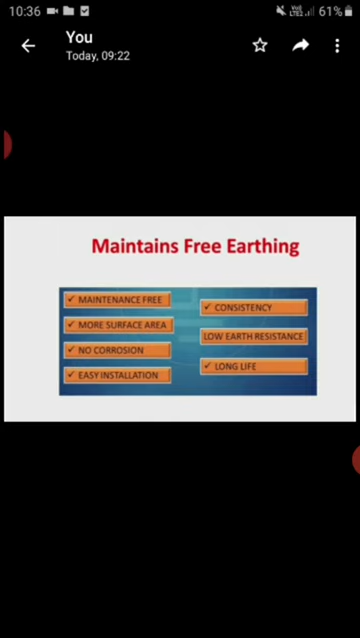 10:36
61%
You
Today, 09:22
Maintains Free Earthing
✓ MAINTENANCE FREE
✓ MORE SURFACE AREA
✓ NO CORROSION
✓ EASY INSTALLATION
✓ CONSISTENCY
LOW EARTH RESISTANCE
✓ LONG LIFE